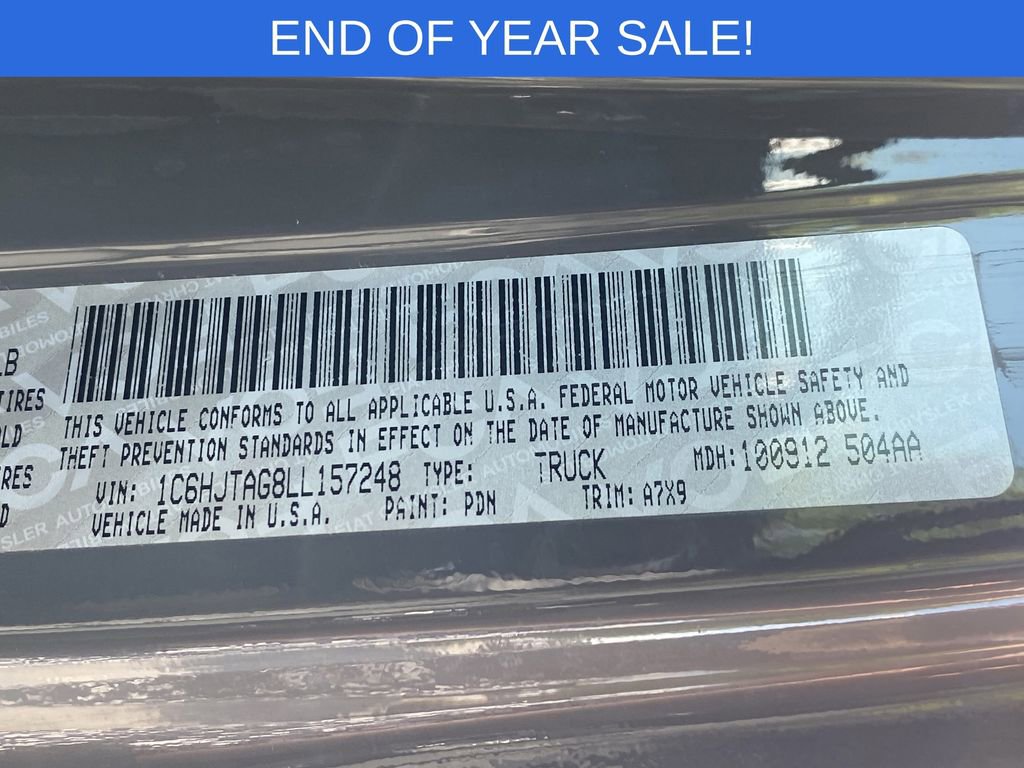 END OF YEAR SALE!
LB
TIRES
THIS VEHICLE CONFORMS TO ALL APPLICABLE U.S.A. FEDERAL MOTOR VEHICLE SAFETY AND
THEFT PREVENTION STANDARDS IN EFFECT ON THE DATE OF MANUFACTURE SHOWN ABOVE.
VIN: 1C6HJTAG8LL157248 TYPE: TRUCK MDH: 100912 504AA
VEHICLE MADE IN U.S.A. PAINT: PDN TRIM: A7X9